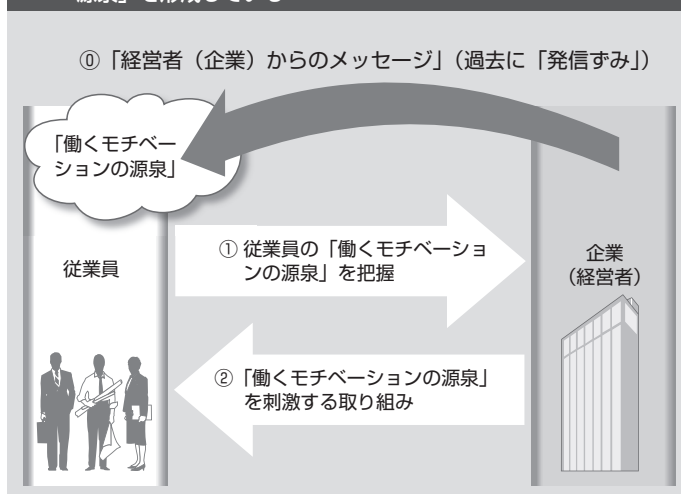 ⓪「経営者（企業）からのメッセージ」（過去に「発信ずみ」）
「働くモチベー
ションの源泉」
従業員
① 従業員の「働くモチベーショ
ンの源泉」を把握
企業
（経営者）
②「働くモチベーションの源泉」
を刺激する取り組み